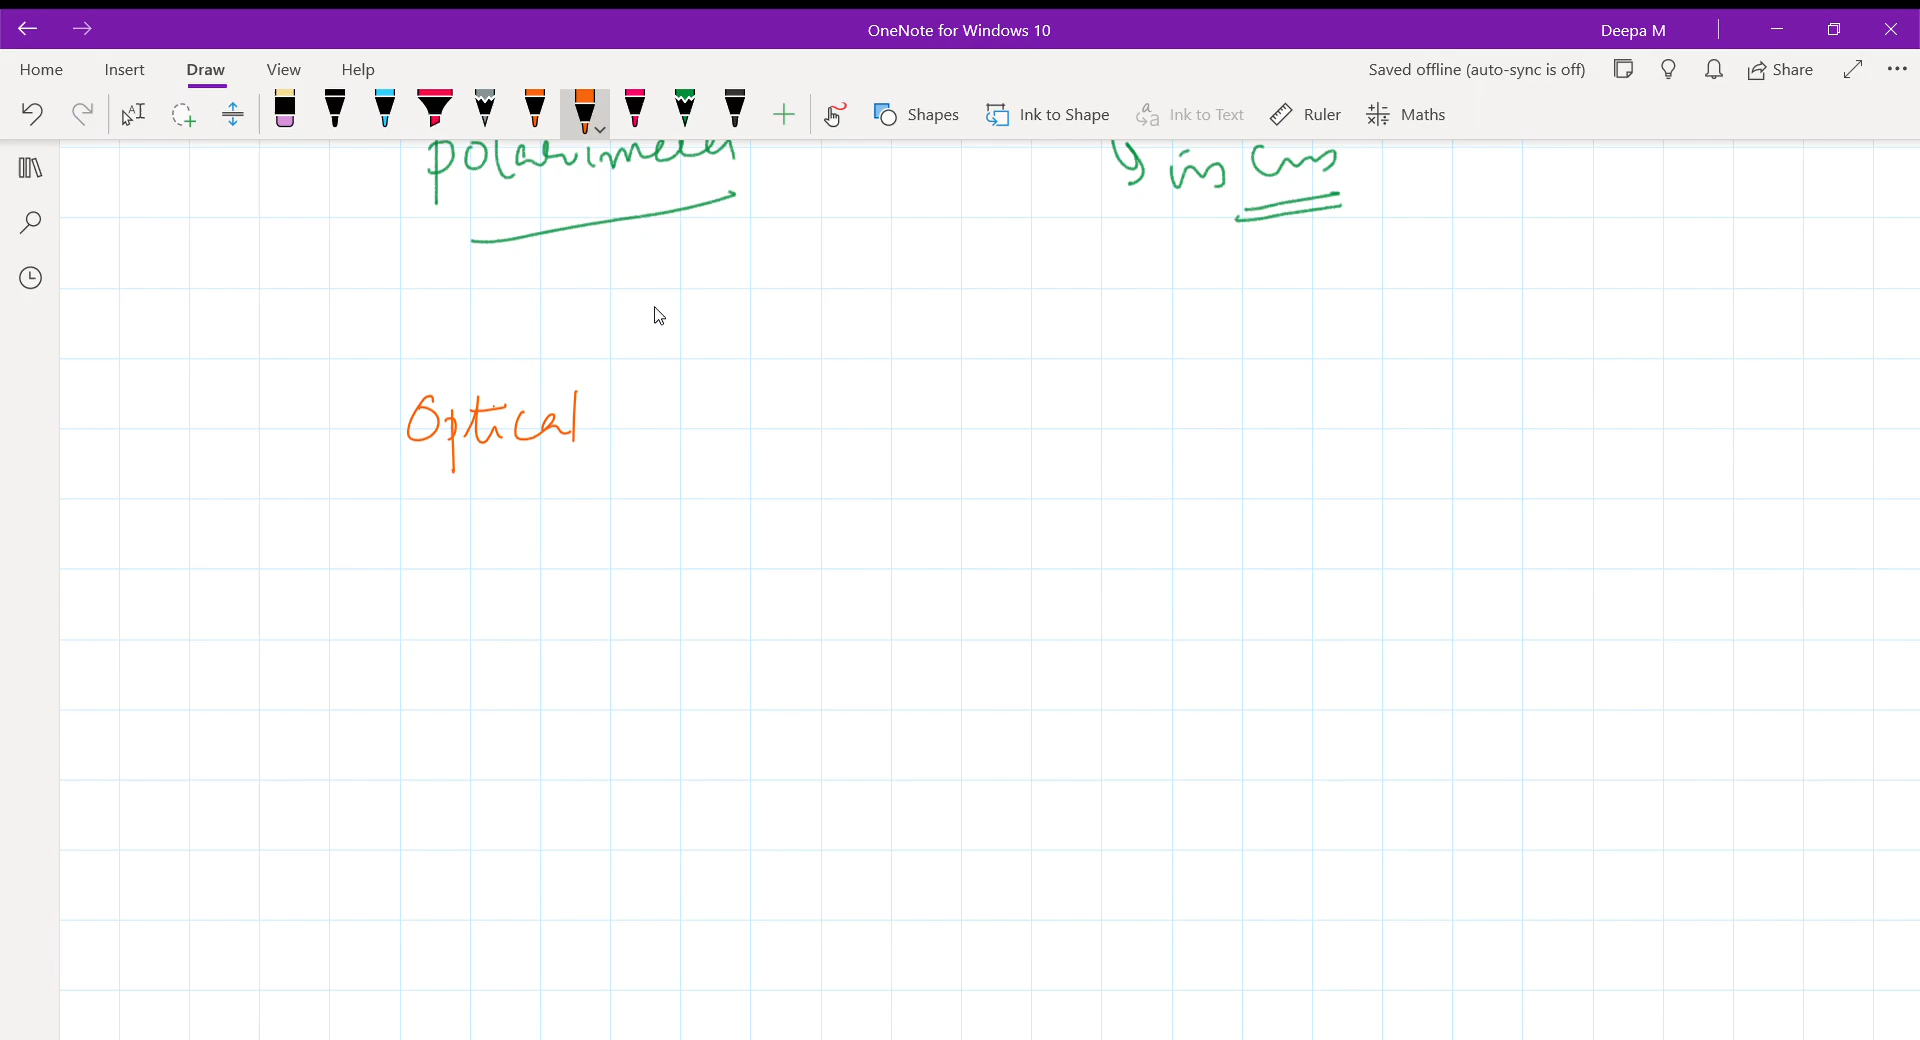 OneNote for Windows 10
Deepa M
Home Insert Draw View Help
Saved offline (auto-sync is off) Share
Shapes Ink to Shape Ink to Text Ruler Maths
polarimeter
in cms
Optical